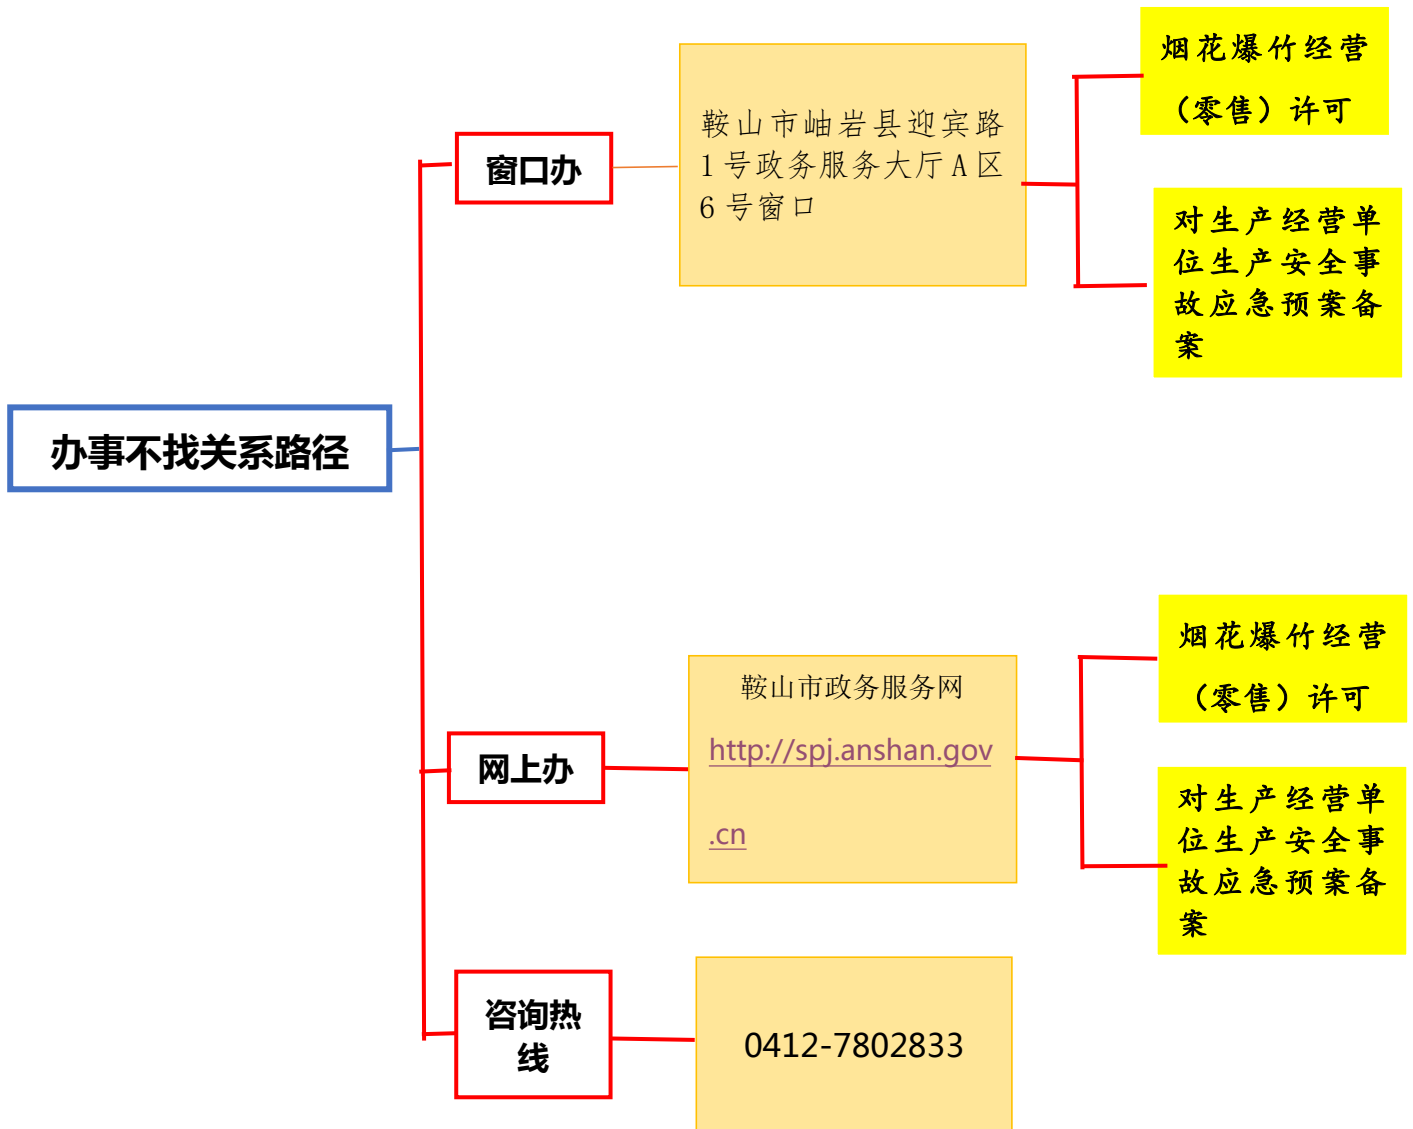 办事不找关系路径
窗口办
鞍山市岫岩县迎宾路
1号政务服务大厅A区
6号窗口
烟花爆竹经营
（零售）许可
对生产经营单
位生产安全事
故应急预案备
案
网上办
鞍山市政务服务网
http://spj.anshan.gov
.cn
烟花爆竹经营
（零售）许可
对生产经营单
位生产安全事
故应急预案备
案
咨询热
线
0412-7802833